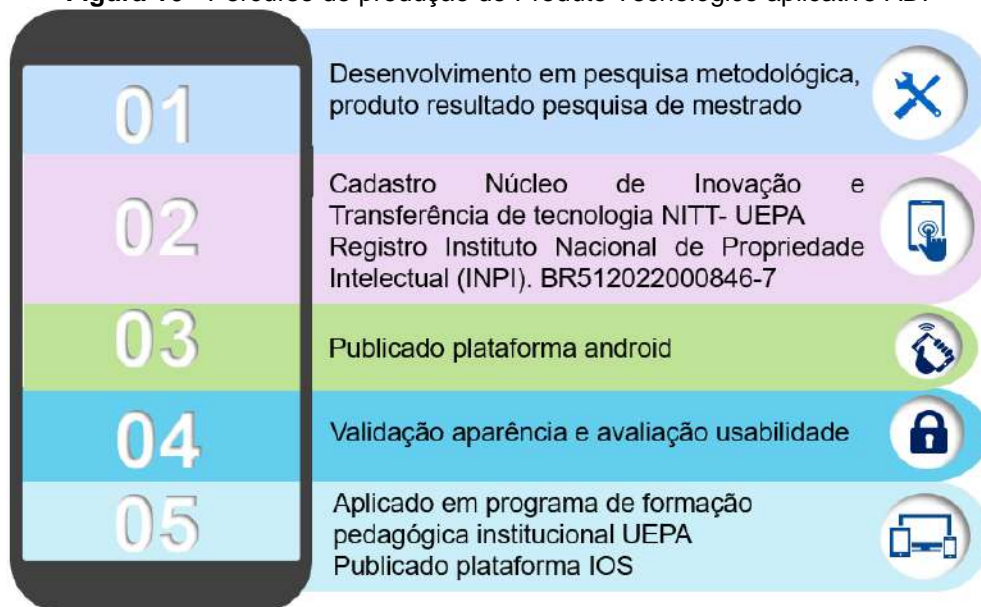 01
Desenvolvimento em pesquisa metodológica,
produto resultado pesquisa de mestrado
02
Cadastro Núcleo de Inovação e
Transferência de tecnologia NITT- UEPA
Registro Instituto Nacional de Propriedade
Intelectual (INPI). BR512022000846-7
03
Publicado plataforma android
04
Validação aparência e avaliação usabilidade
05
Aplicado em programa de formação
pedagógica institucional UEPA
Publicado plataforma IOS